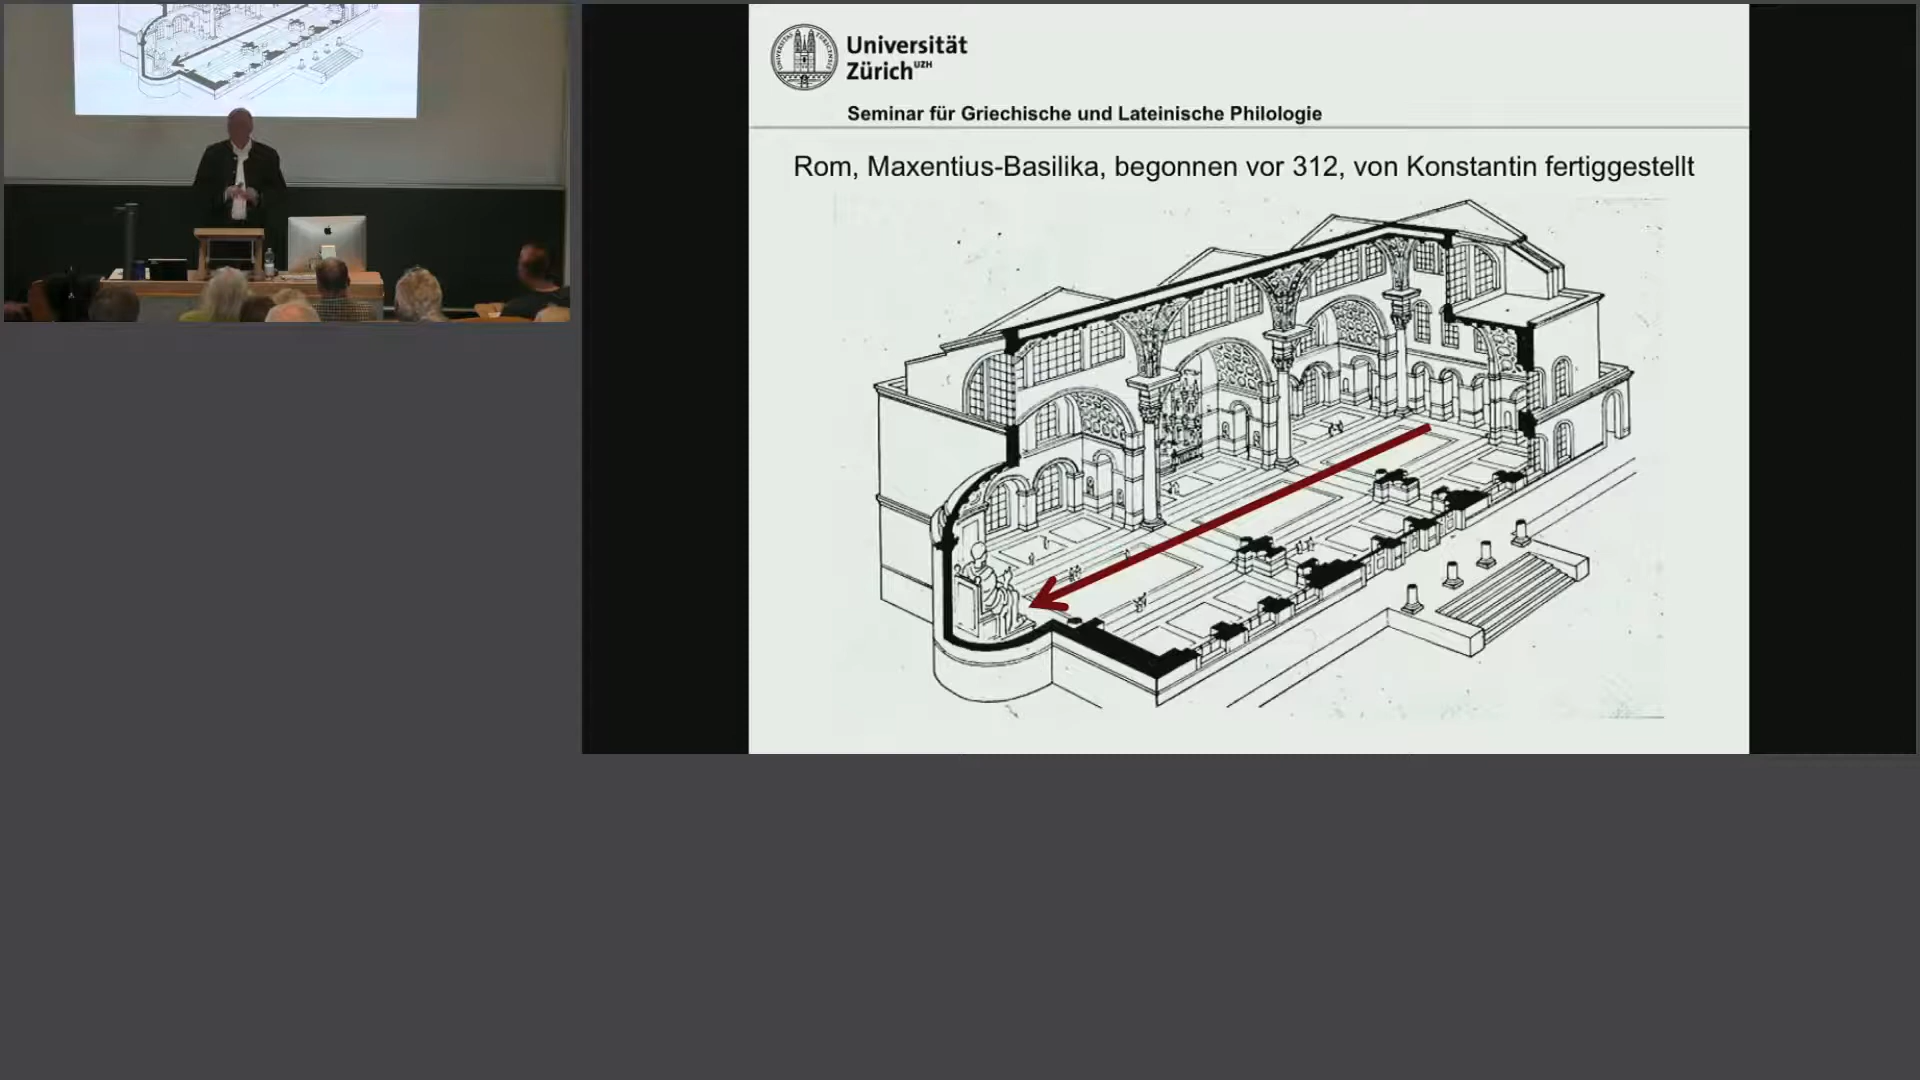 Universität
Zürich UZH
Seminar für Griechische und Lateinische Philologie
Rom, Maxentius-Basilika, begonnen vor 312, von Konstantin fertiggestellt